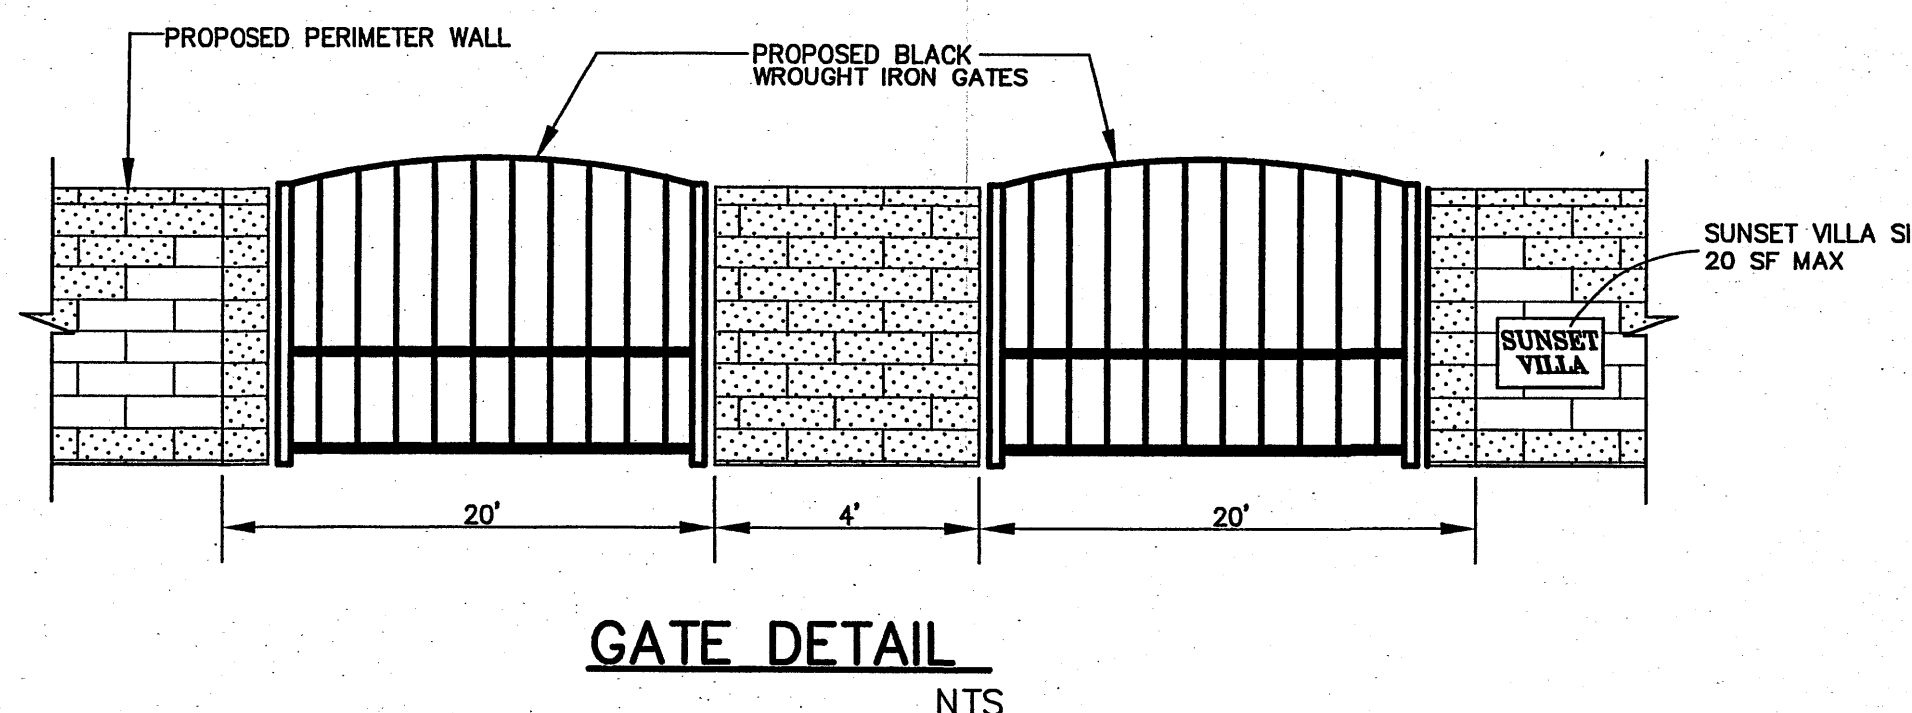 PROPOSED PERIMETER WALL
PROPOSED BLACK
WROUGHT IRON GATES
SUNSET VILLA SI
20 SF MAX
SUNSET
VILLA
20'
4'
20'
GATE DETAIL
NTS